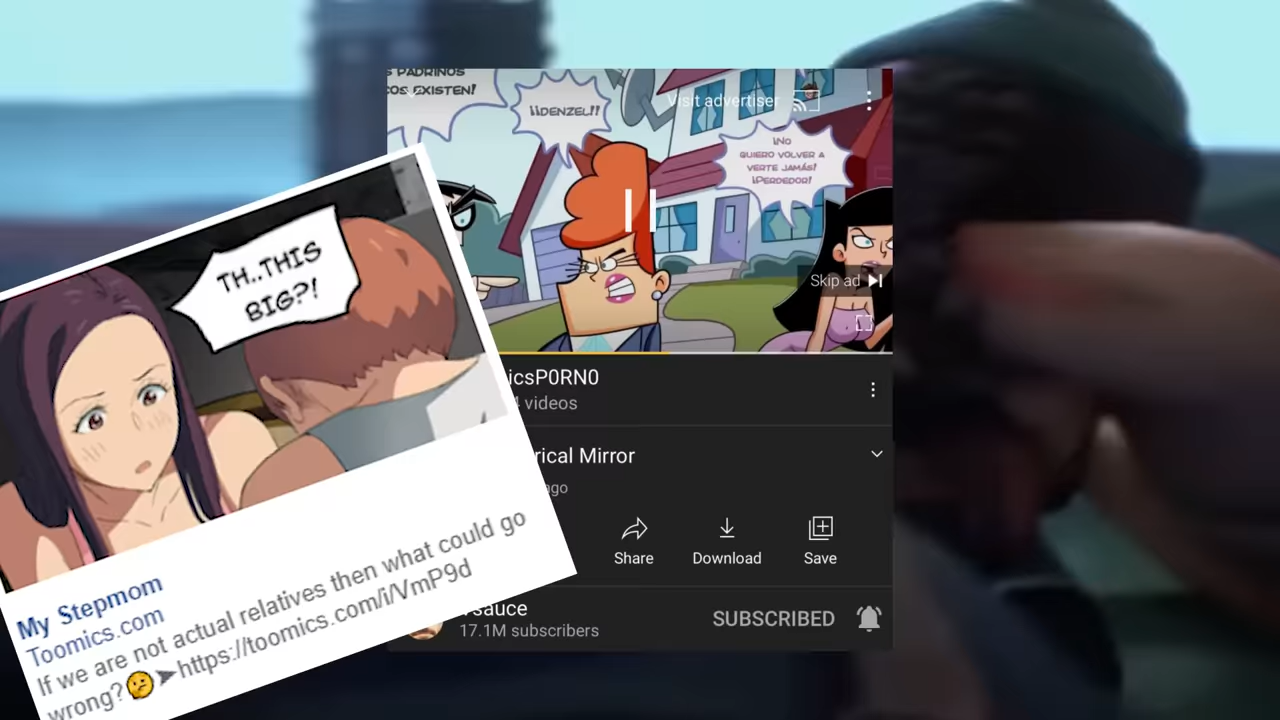 S PADRINOS
COS EXISTEN!
¡¡DENZEL!!
Visit advertiser
¡NO
QUIERO VOLVER A
VERTE JAMÁS!
¡PERDEDOR!
Skip ad
TH..THIS
BIG?!
My Stepmom
Toomics.com
If we are not actual relatives then what could go
wrong?🤔➤https://toomics.com/i/VmP9d
icsP0RN0
4 videos
rical Mirror
ago
Share
Download
Save
sauce
17.1M subscribers
SUBSCRIBED